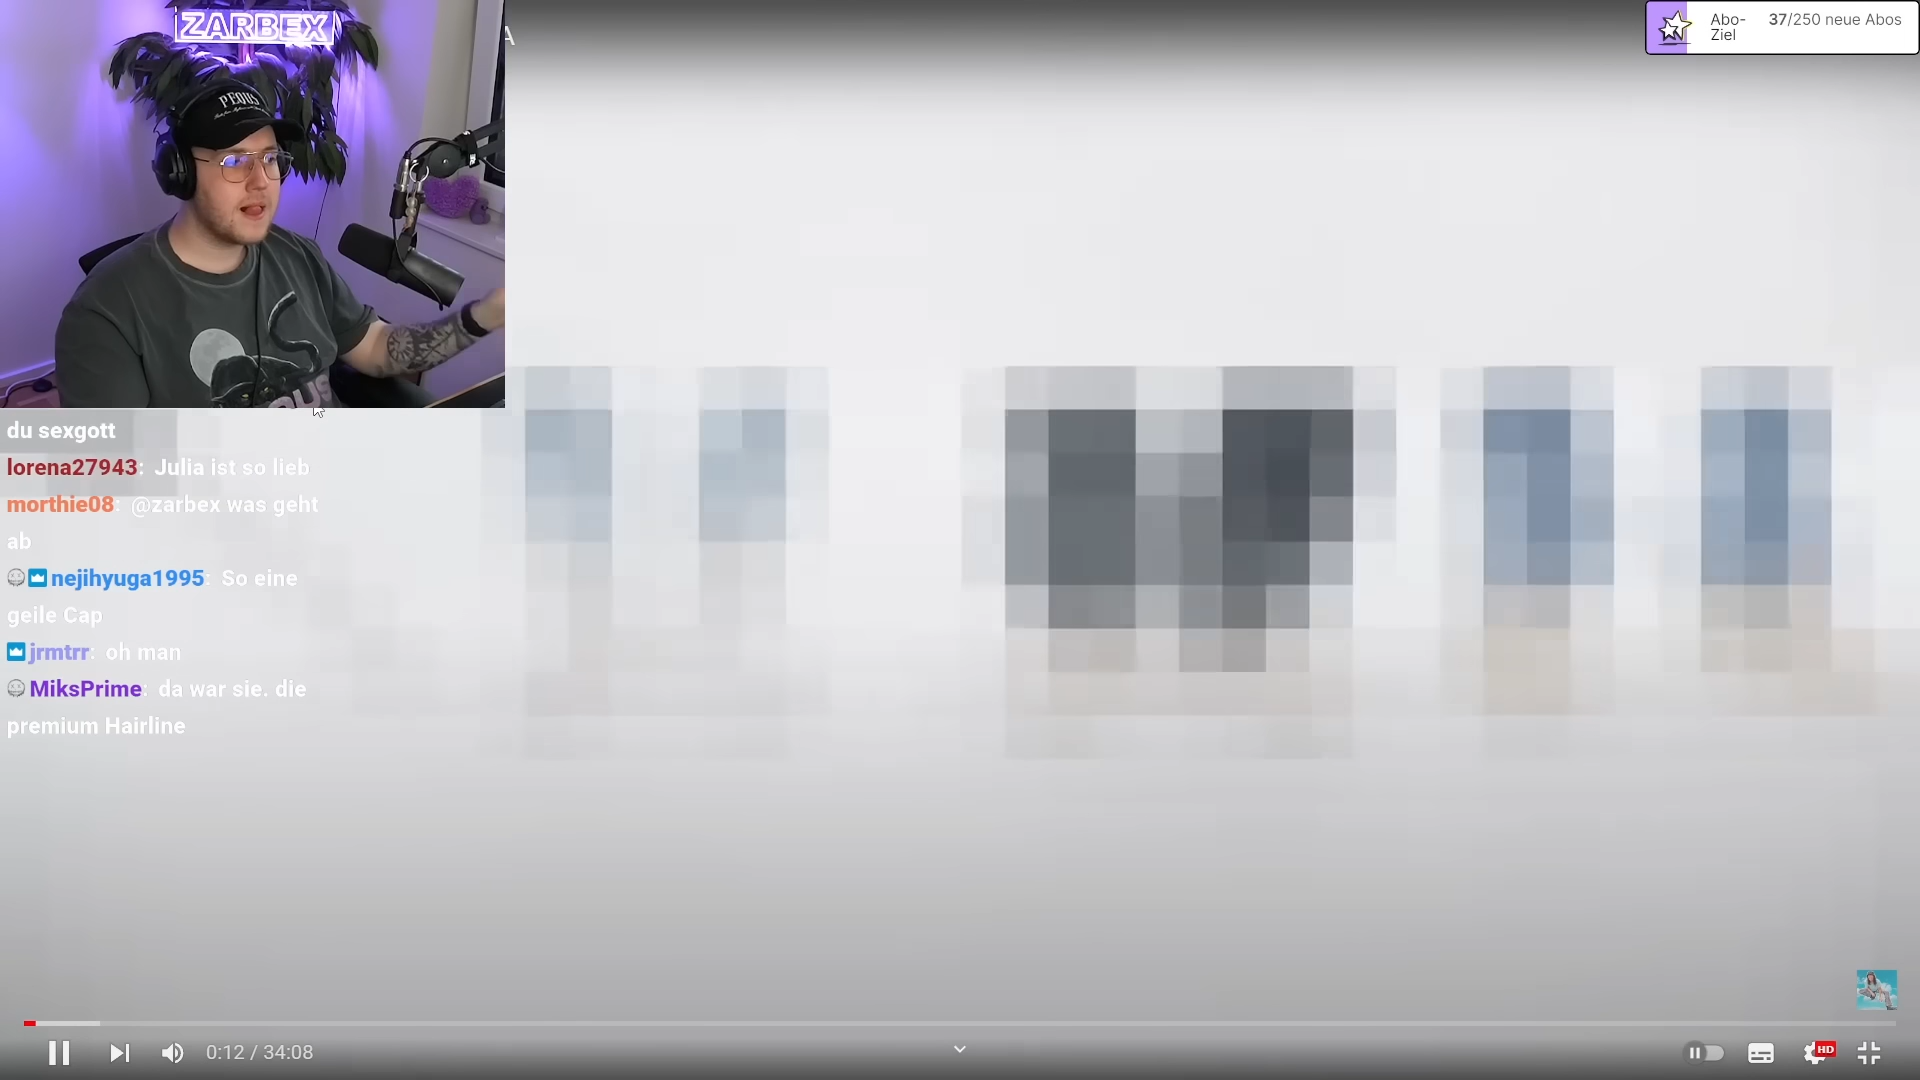 ZARBEX
A
PEQUS
Abo-
Ziel
37/250 neue Abos
du sexgott
lorena27943: Julia ist so lieb
morthie08: @zarbex was geht
ab
nejihyuga1995: So eine
geile Cap
jrmtrr: oh man
MiksPrime: da war sie. die
premium Hairline
0:12 / 34:08
HD